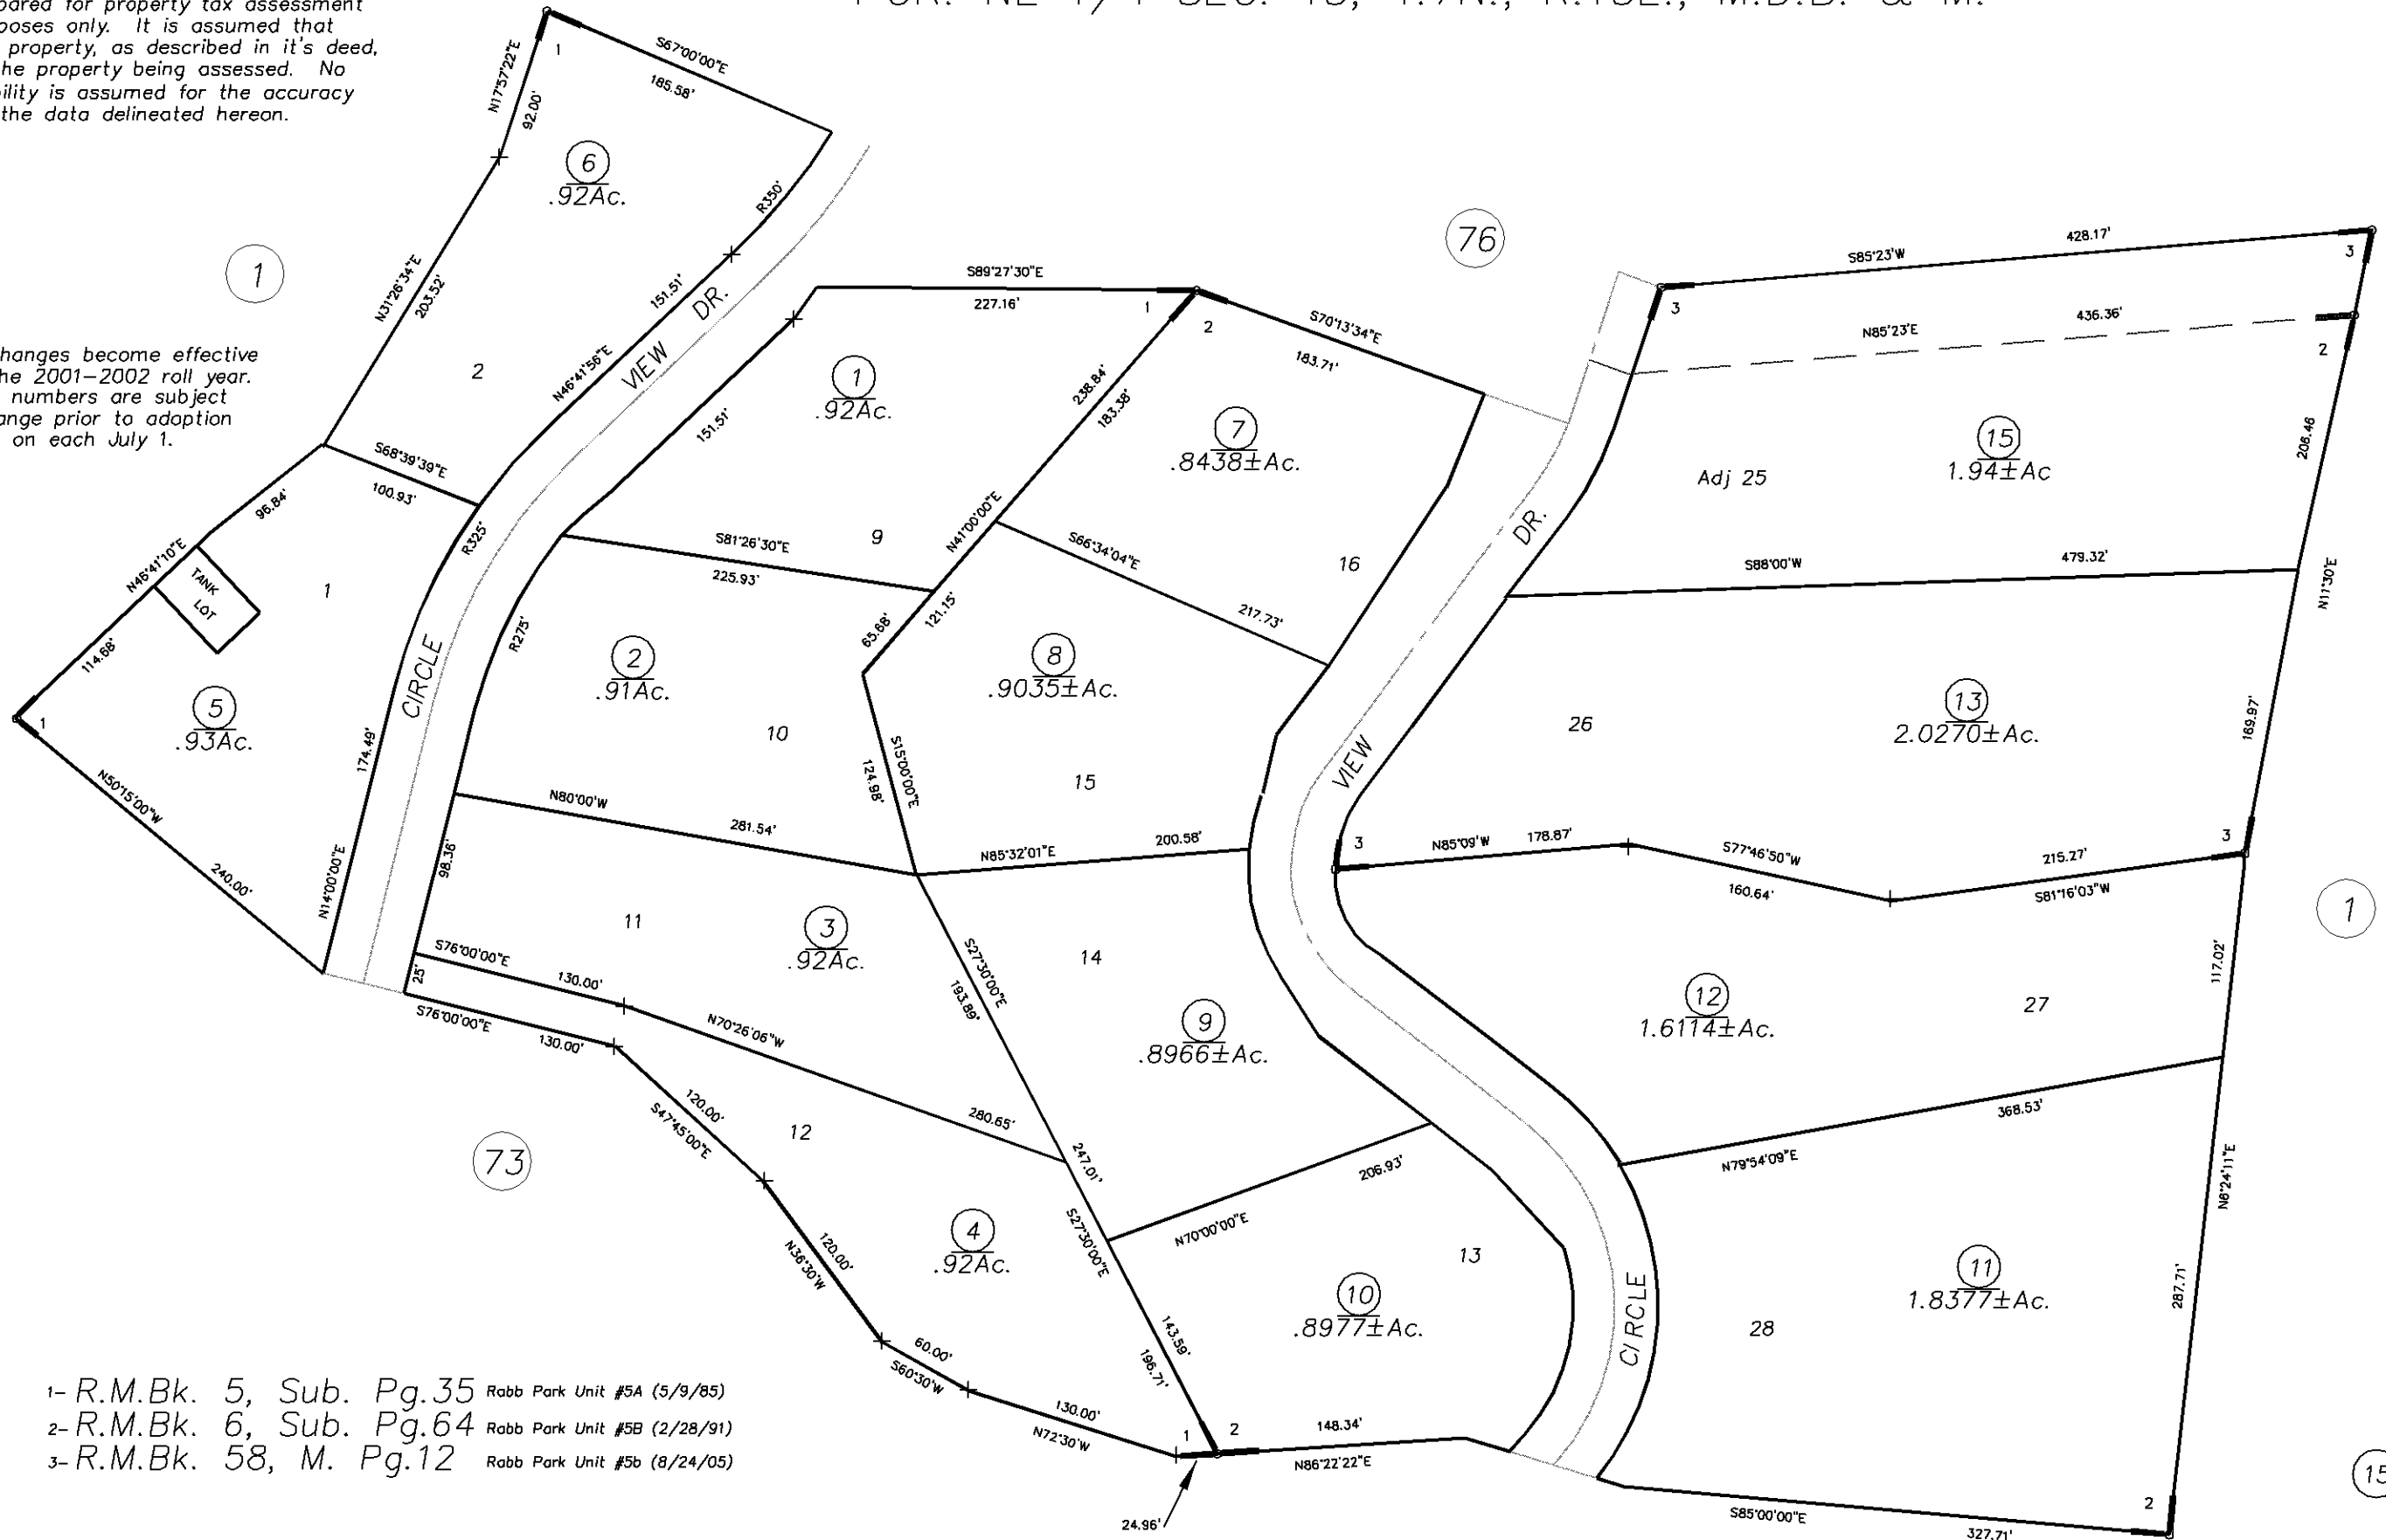 purposes only. It is assumed that
property, as described in it's deed,
the property being assessed. No
is assumed for the accuracy
the data delineated hereon.
changes become effective
the 2001-2002 roll year.
numbers are subject
prior to adoption
on each July 1.
1
76
73
1
N17°57'22"E
92.00'
1
S67°00'00"E
185.58'
6
.92Ac.
R350'
N31°26'34"E
203.52'
2
151.51'
N46°41'56"E
VIEW DR.
S68°39'39"E
100.93'
96.84'
R325'
N46°41'10"E
TANK
LOT
1
114.68'
5
.93Ac.
1
N50°15'00"W
240.00'
174.49'
N14°00'00"E
CIRCLE
S89°27'30"E
227.16'
1
1
.92Ac.
151.51'
9
S81°26'30"E
225.93'
R275'
2
.91Ac.
10
N80°00'W
281.54'
98.36'
11
3
.92Ac.
S76°00'00"E
130.00'
25'
S76°00'00"E
130.00'
N70°26'06"W
280.65'
12
120.00'
S47°45'00"E
4
.92Ac.
120.00'
N36°30'W
60.00'
S60°30'W
130.00'
N72°30'W
24.96'
1
2
238.84'
183.38'
N41°00'00"E
65.68'
121.15'
2
S70°13'34"E
183.71'
7
.8438±Ac.
S66°34'04"E
217.73'
16
8
.9035±Ac.
S15°00'00"E
124.98'
15
N85°32'01"E
200.58'
14
9
.8966±Ac.
S27°30'00"E
193.89'
247.01'
S27°30'00"E
206.93'
N70°00'00"E
13
10
.8977±Ac.
143.59'
196.71'
148.34'
N86°22'22"E
3
S85°23'W
428.17'
3
N85°23'E
436.36'
2
15
1.94±Ac
Adj 25
206.46
DR.
S88°00'W
479.32'
N11°30'E
26
13
2.0270±Ac.
169.97'
VIEW
3
N85°09'W
178.87'
S77°46'50"W
160.64'
215.27'
S81°16'03"W
3
12
1.6114±Ac.
27
117.02'
368.53'
N79°54'09"E
N6°24'11"E
11
1.8377±Ac.
28
287.71'
CIRCLE
S85°00'00"E
327.71'
2
1- R.M.Bk. 5, Sub. Pg.35 Rabb Park Unit #5A (5/9/85)
2- R.M.Bk. 6, Sub. Pg.64 Rabb Park Unit #5B (2/28/91)
3- R.M.Bk. 58, M. Pg.12 Rabb Park Unit #5b (8/24/05)